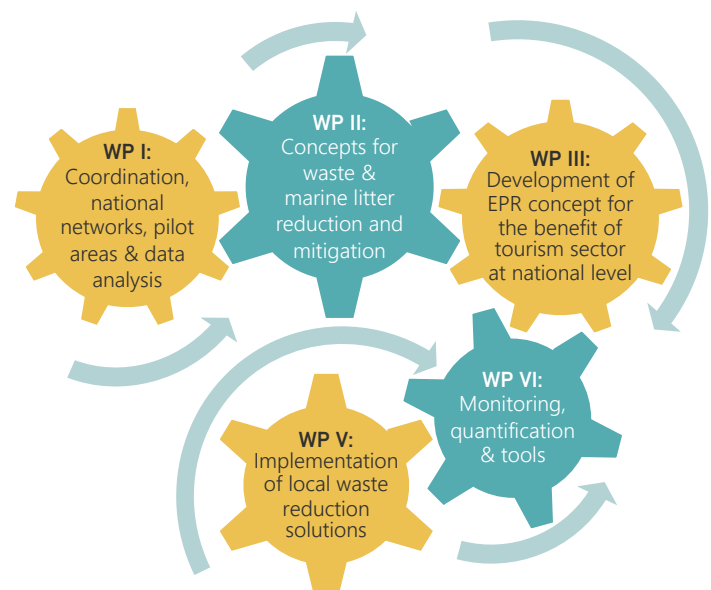 WP I:
Coordination,
national
networks, pilot
areas & data
analysis
WP II:
Concepts for
waste &
marine litter
reduction and
mitigation
WP III:
Development of
EPR concept for
the benefit of
tourism sector
at national level
WP VI:
Monitoring,
quantification
& tools
WP V:
Implementation
of local waste
reduction
solutions